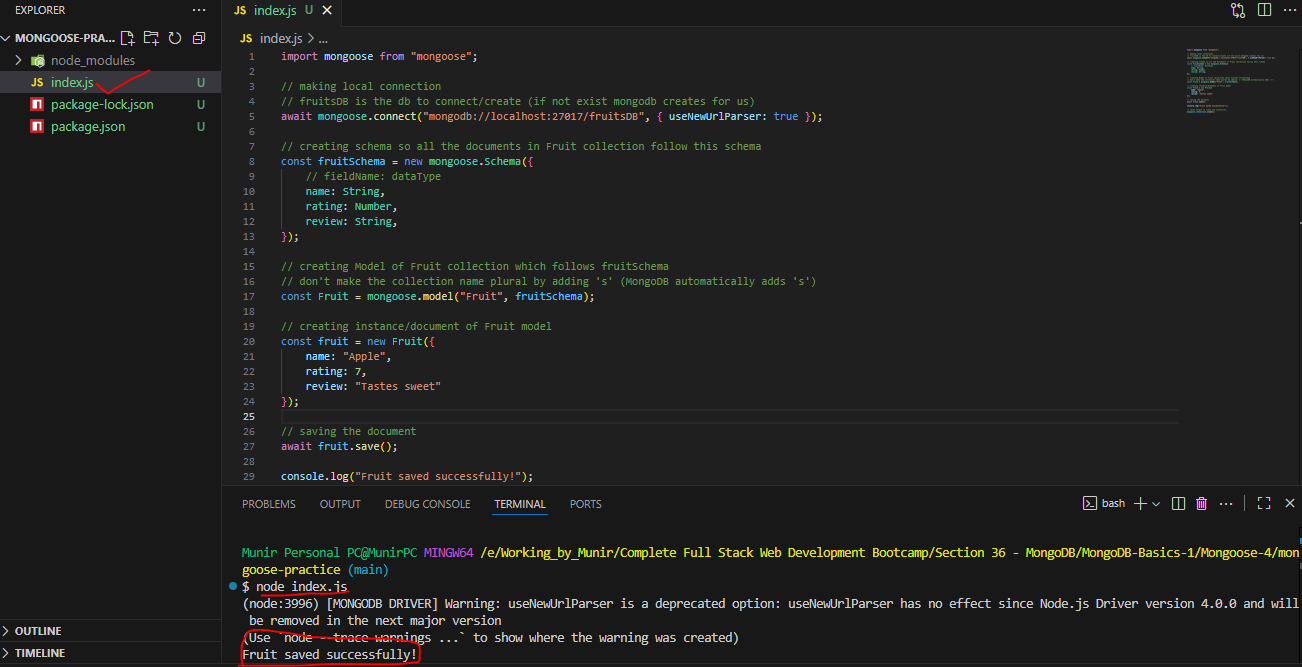 EXPLORER
MONGOOSE-PRA...
node_modules
JS index.js U
package-lock.json U
package.json U
OUTLINE
TIMELINE
JS index.js U
JS index.js > ...
1 import mongoose from "mongoose";
2
3 // making local connection
4 // fruitsDB is the db to connect/create (if not exist mongodb creates for us)
5 await mongoose.connect("mongodb://localhost:27017/fruitsDB", { useNewUrlParser: true });
6
7 // creating schema so all the documents in Fruit collection follow this schema
8 const fruitSchema = new mongoose.Schema({
9 // fieldName: dataType
10 name: String,
11 rating: Number,
12 review: String,
13 });
14
15 // creating Model of Fruit collection which follows fruitSchema
16 // don't make the collection name plural by adding 's' (MongoDB automatically adds 's')
17 const Fruit = mongoose.model("Fruit", fruitSchema);
18
19 // creating instance/document of Fruit model
20 const fruit = new Fruit({
21 name: "Apple",
22 rating: 7,
23 review: "Tastes sweet"
24 });
25
26 // saving the document
27 await fruit.save();
28
29 console.log("Fruit saved successfully!");
PROBLEMS OUTPUT DEBUG CONSOLE TERMINAL PORTS
bash
Munir Personal PC@MunirPC MINGW64 /e/Working_by_Munir/Complete Full Stack Web Development Bootcamp/Section 36 - MongoDB/MongoDB-Basics-1/Mongoose-4/mon
goose-practice (main)
$ node index.js
(node:3996) [MONGODB DRIVER] Warning: useNewUrlParser is a deprecated option: useNewUrlParser has no effect since Node.js Driver version 4.0.0 and will
be removed in the next major version
(Use `node --trace-warnings ...` to show where the warning was created)
Fruit saved successfully!